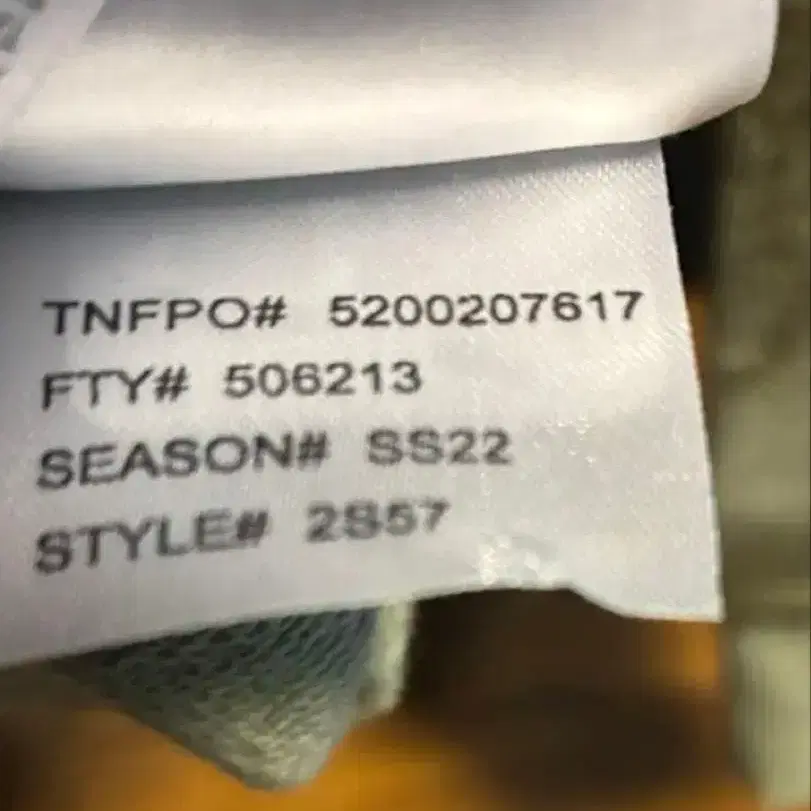 TNFPO# 5200207617
FTY# 506213
SEASON# SS22
STYLE# 2S57